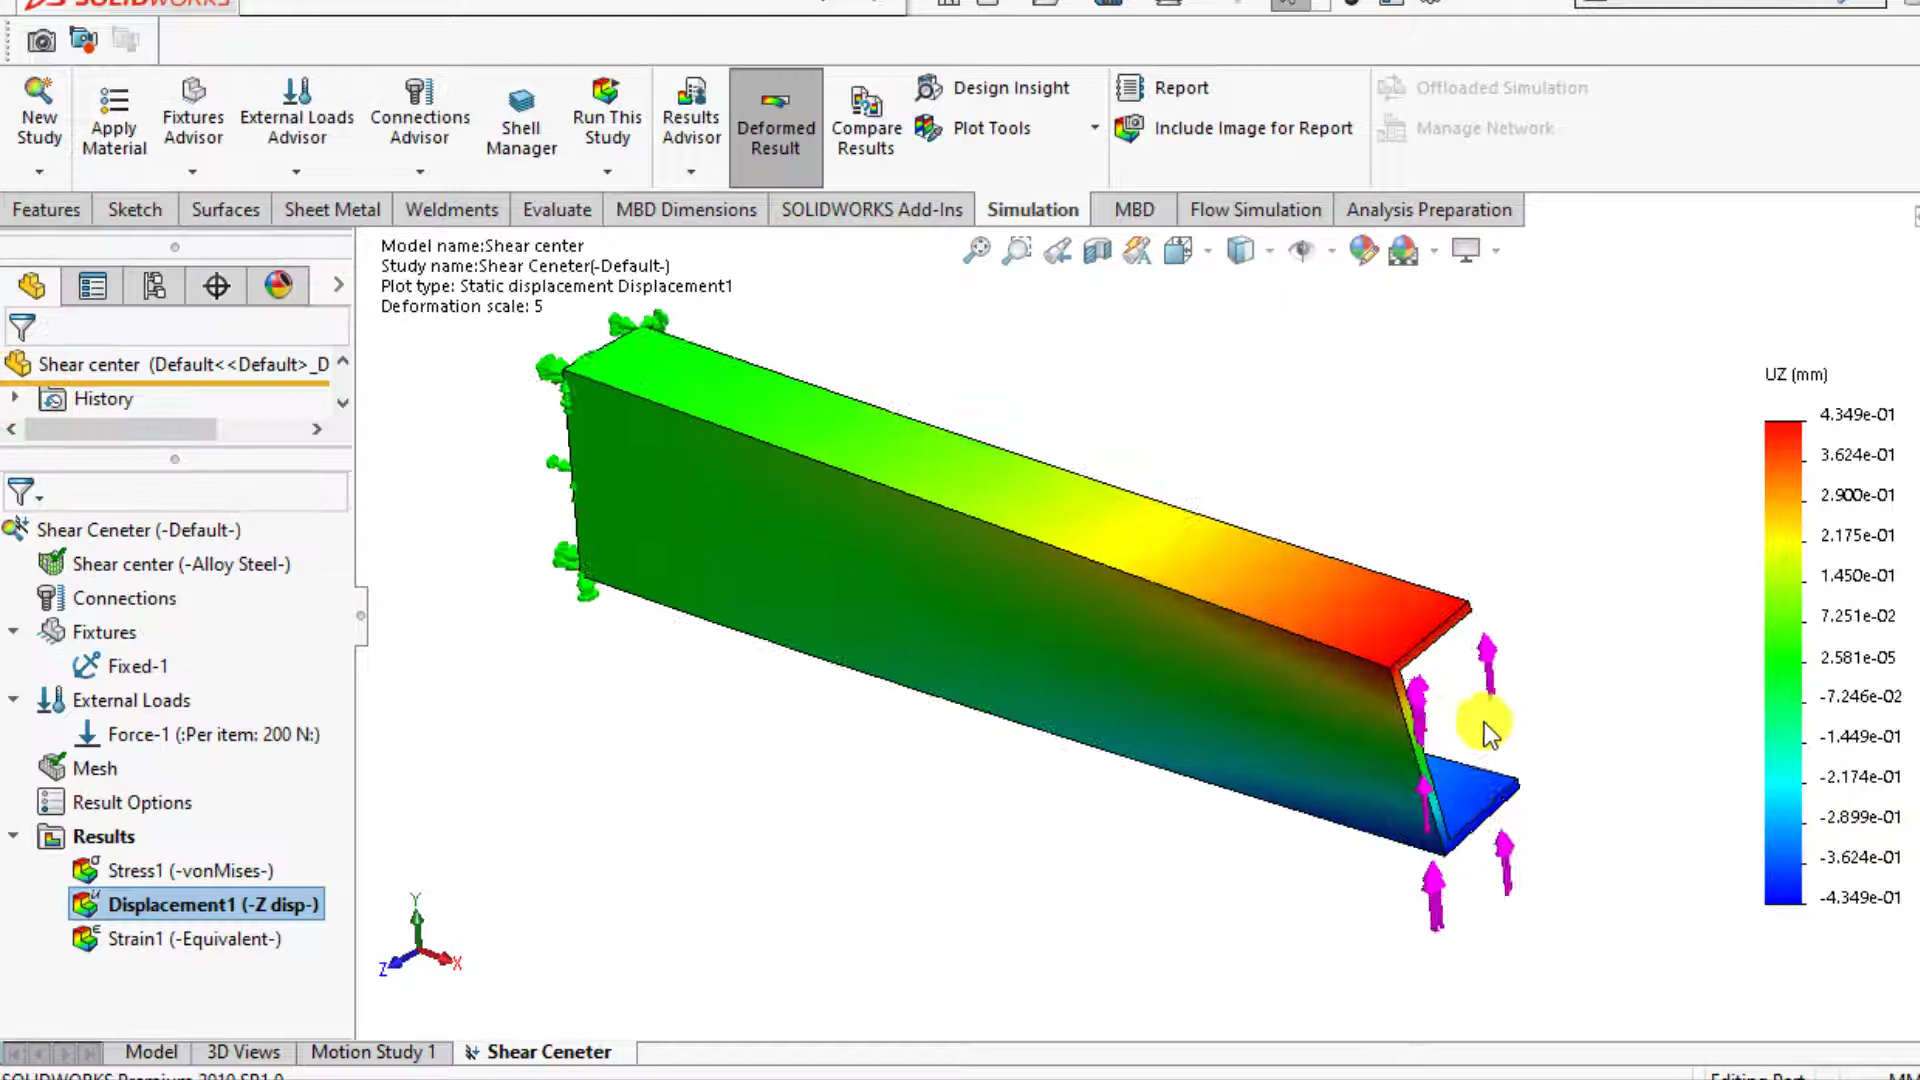 SOLIDWORKS
New Study
Apply Material
Fixtures Advisor
External Loads Advisor
Connections Advisor
Shell Manager
Run This Study
Results Advisor
Deformed Result
Compare Results
Design Insight
Plot Tools
Report
Include Image for Report
Offloaded Simulation
Manage Network
Features
Sketch
Surfaces
Sheet Metal
Weldments
Evaluate
MBD Dimensions
SOLIDWORKS Add-Ins
Simulation
MBD
Flow Simulation
Analysis Preparation
Model name:Shear center
Study name:Shear Ceneter(-Default-)
Plot type: Static displacement Displacement1
Deformation scale: 5
Shear center (Default<<Default>_D
History
Shear Ceneter (-Default-)
Shear center (-Alloy Steel-)
Connections
Fixtures
Fixed-1
External Loads
Force-1 (:Per item: 200 N:)
Mesh
Result Options
Results
Stress1 (-vonMises-)
Displacement1 (-Z disp-)
Strain1 (-Equivalent-)
UZ (mm)
4.349e-01
3.624e-01
2.900e-01
2.175e-01
1.450e-01
7.251e-02
2.581e-05
-7.246e-02
-1.449e-01
-2.174e-01
-2.899e-01
-3.624e-01
-4.349e-01
Y
Z
X
Model
3D Views
Motion Study 1
Shear Ceneter
SOLIDWORKS Premium 2019 SP1.0
Editing Part